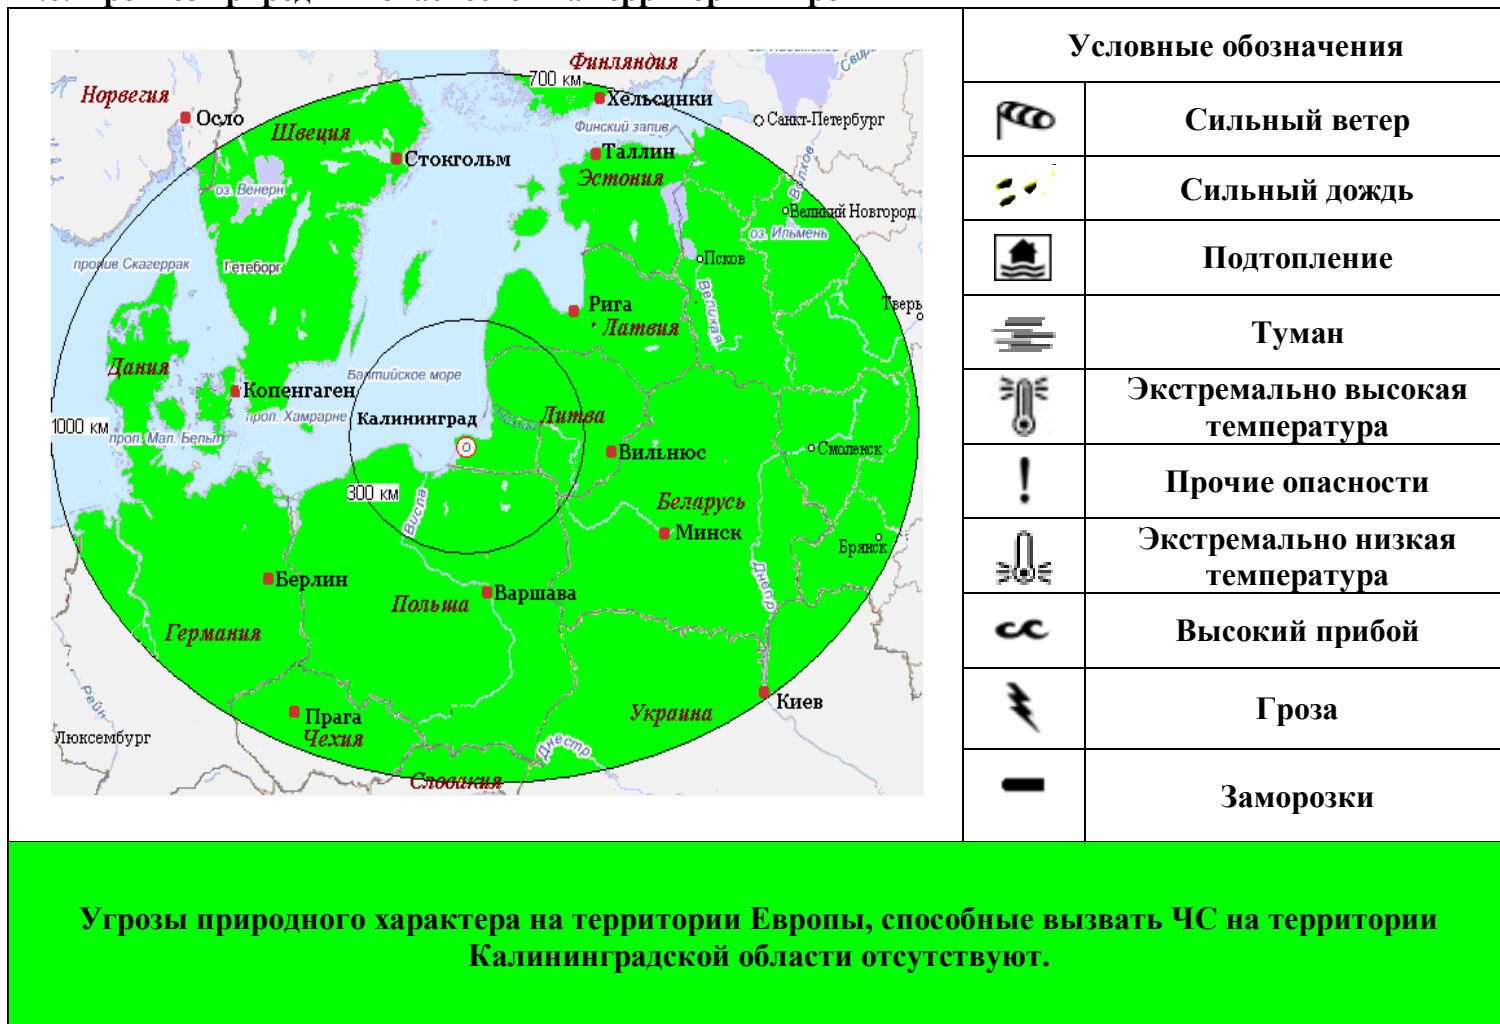 Условные обозначения
Сильный ветер
Сильный дождь
Подтопление
Туман
Экстремально высокая
температура
Прочие опасности
Экстремально низкая
температура
Высокий прибой
Гроза
Заморозки
Финляндия
700 км
Хельсинки
Норвегия
Осло
Швеция
Финский залив
Санкт-Петербург
Свирь
Волхов
Стокгольм
Таллин
Эстония
оз. Венерн
Великий Новгород
оз. Ильмень
пролив Скагеррак
Гетеборг
Псков
Великая
Тверь
Рига
Латвия
Дания
Копенгаген
Балтийское море
Калининград
Литва
1000 км
прол. Мал. Бельт
прол. Хамрарне
Вильнюс
Смоленск
300 км
Висла
Беларусь
Минск
Брянск
Днепр
Берлин
Польша
Варшава
Германия
Рейн
Прага
Чехия
Украина
Киев
Люксембург
Днестр
Словакия
Угрозы природного характера на территории Европы, способные вызвать ЧС на территории
Калининградской области отсутствуют.